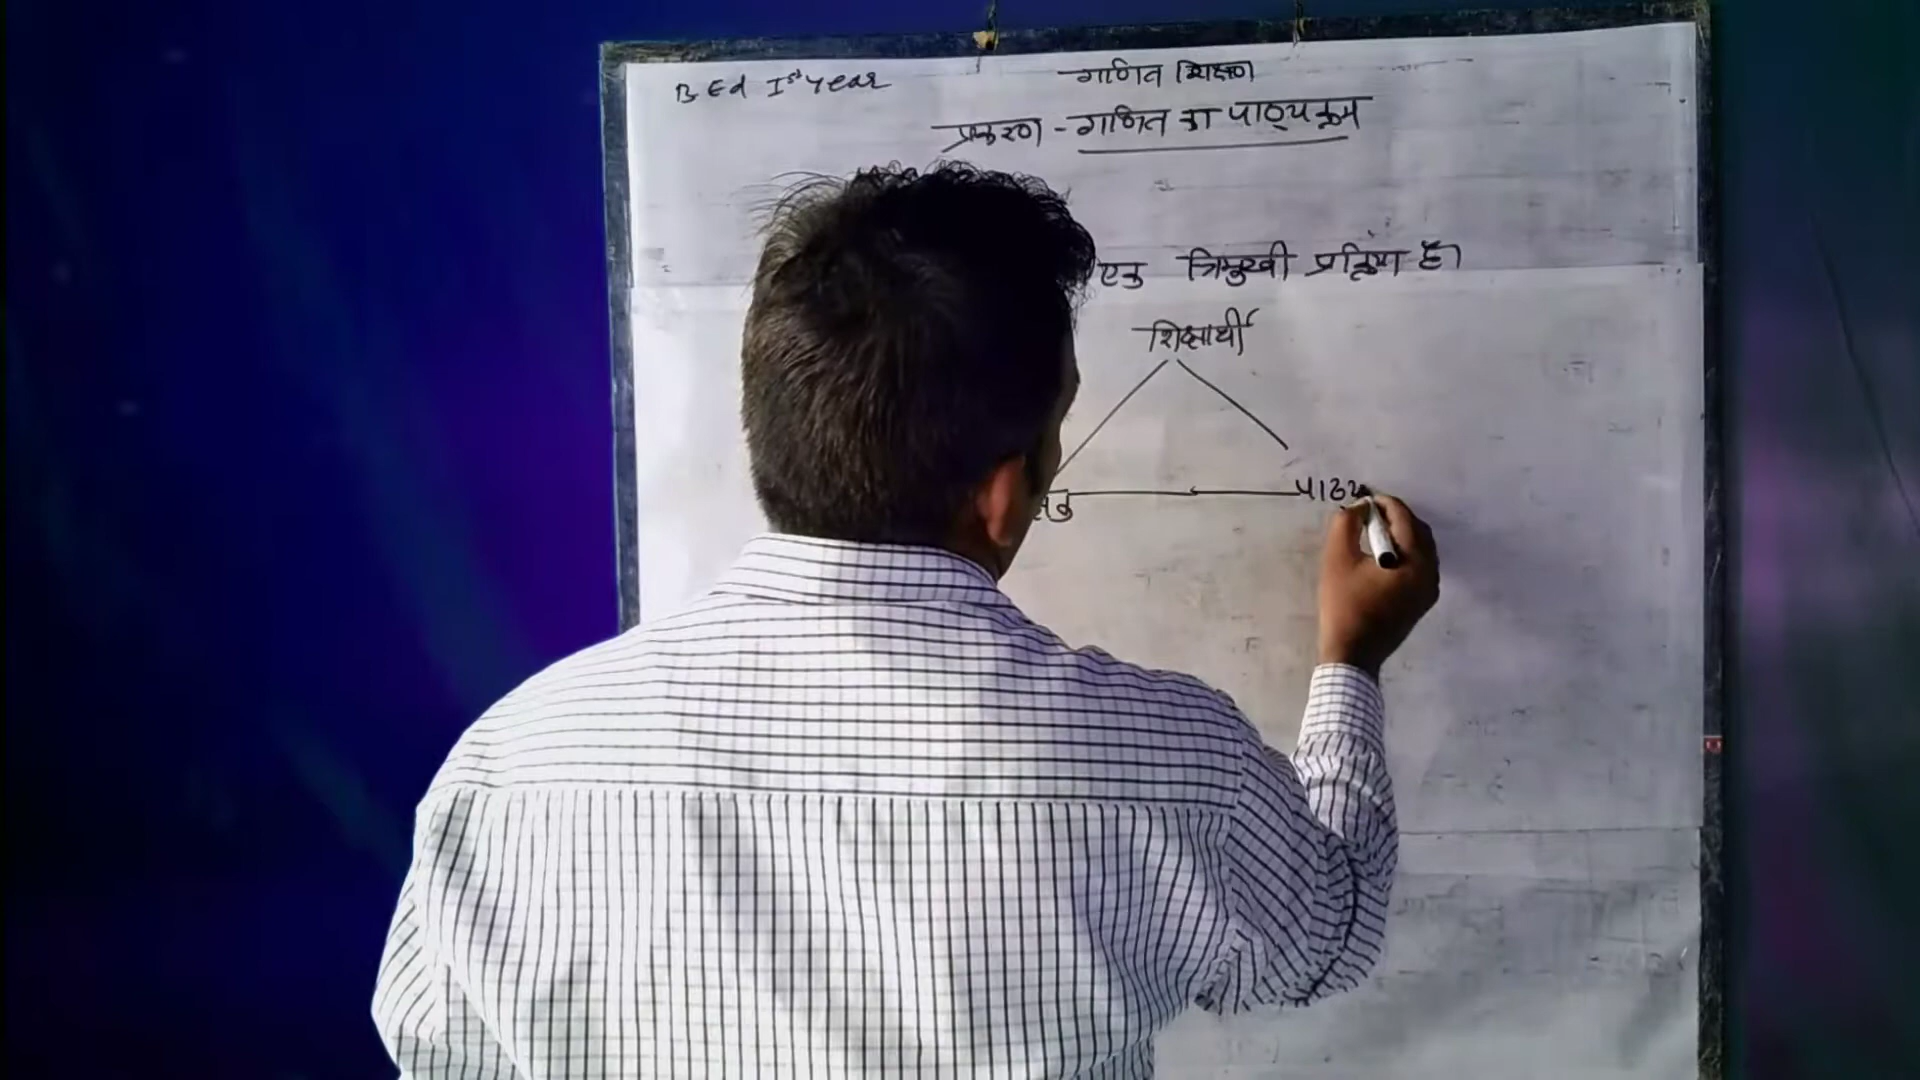 B Ed Ist Year
गणित शिक्षण
प्रकरण - गणित का पाठ्यक्रम
एक त्रिमुखी प्रक्रिया है।
शिक्षार्थी
पाठ्य